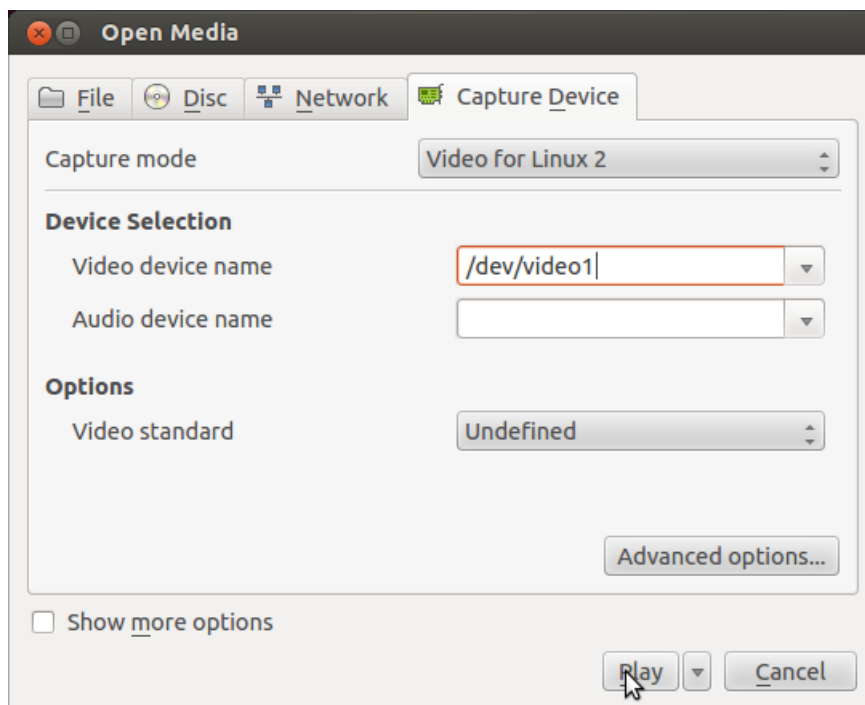 Open Media
File Disc Network Capture Device
Capture mode Video for Linux 2
Device Selection
Video device name /dev/video1
Audio device name
Options
Video standard Undefined
Advanced options...
Show more options
Play Cancel